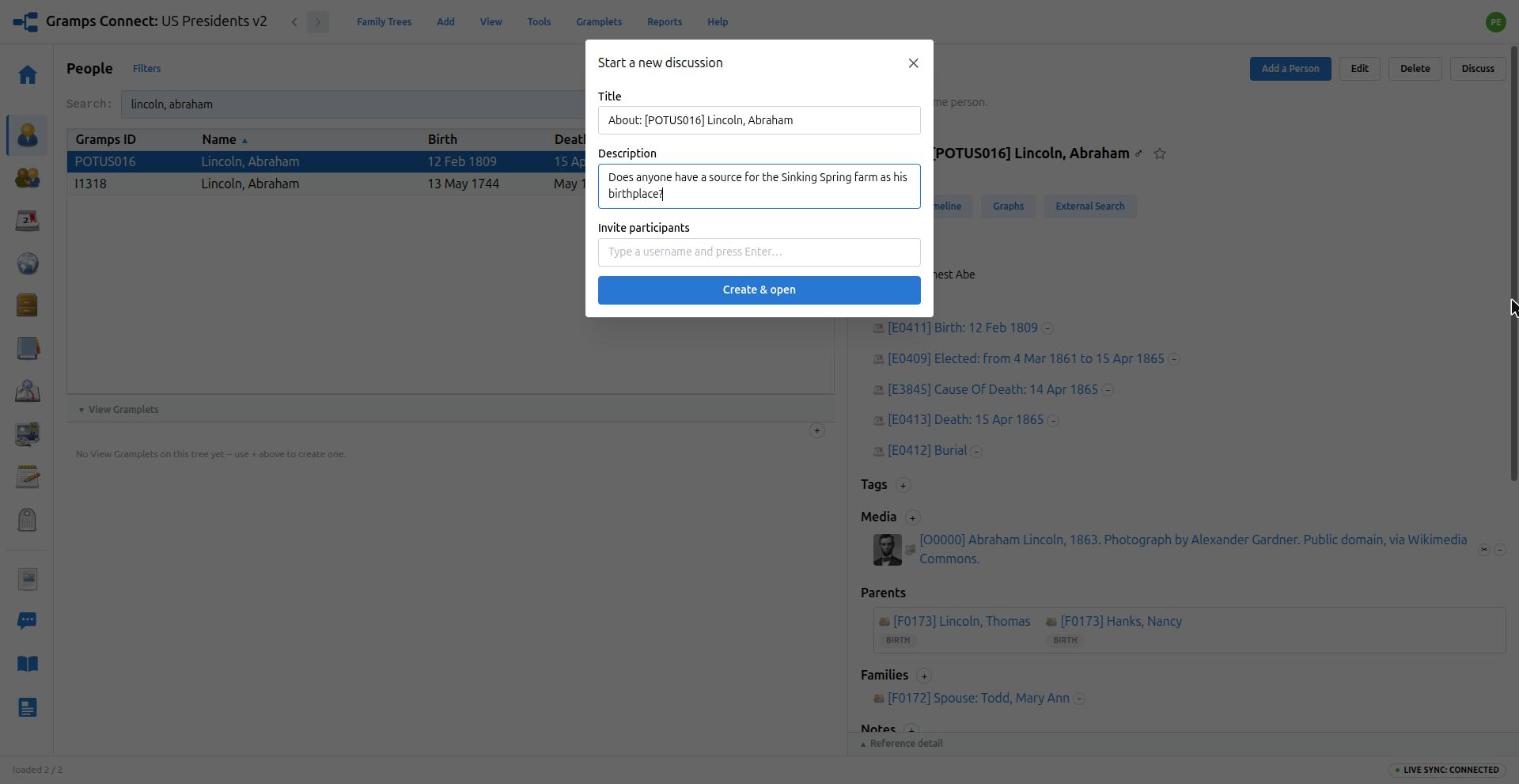 Gramps Connect: US Presidents v2
Family Trees
Add
View
Tools
Gramplets
Reports
Help
PE
People
Filters
Search:
lincoln, abraham
Gramps ID
Name
Birth
POTUS016
Lincoln, Abraham
12 Feb 1809
15 Ap
I1318
Lincoln, Abraham
13 May 1744
May 1
View Gramplets
No View Gramplets on this tree yet – use + above to create one.
Start a new discussion
Title
About: [POTUS016] Lincoln, Abraham
Description
Does anyone have a source for the Sinking Spring farm as his
birthplace?
Invite participants
Type a username and press Enter…
Create & open
Add a Person
Edit
Delete
Discuss
person.
[POTUS016] Lincoln, Abraham ♂
Graphs
External Search
Abe
[E0411] Birth: 12 Feb 1809
[E0409] Elected: from 4 Mar 1861 to 15 Apr 1865
[E3845] Cause Of Death: 14 Apr 1865
[E0413] Death: 15 Apr 1865
[E0412] Burial
Tags
Media
[O0000] Abraham Lincoln, 1863. Photograph by Alexander Gardner. Public domain, via Wikimedia
Commons.
Parents
[F0173] Lincoln, Thomas
[F0173] Hanks, Nancy
BIRTH
BIRTH
Families
[F0172] Spouse: Todd, Mary Ann
Notes
Reference detail
loaded 2 / 2
LIVE SYNC: CONNECTED